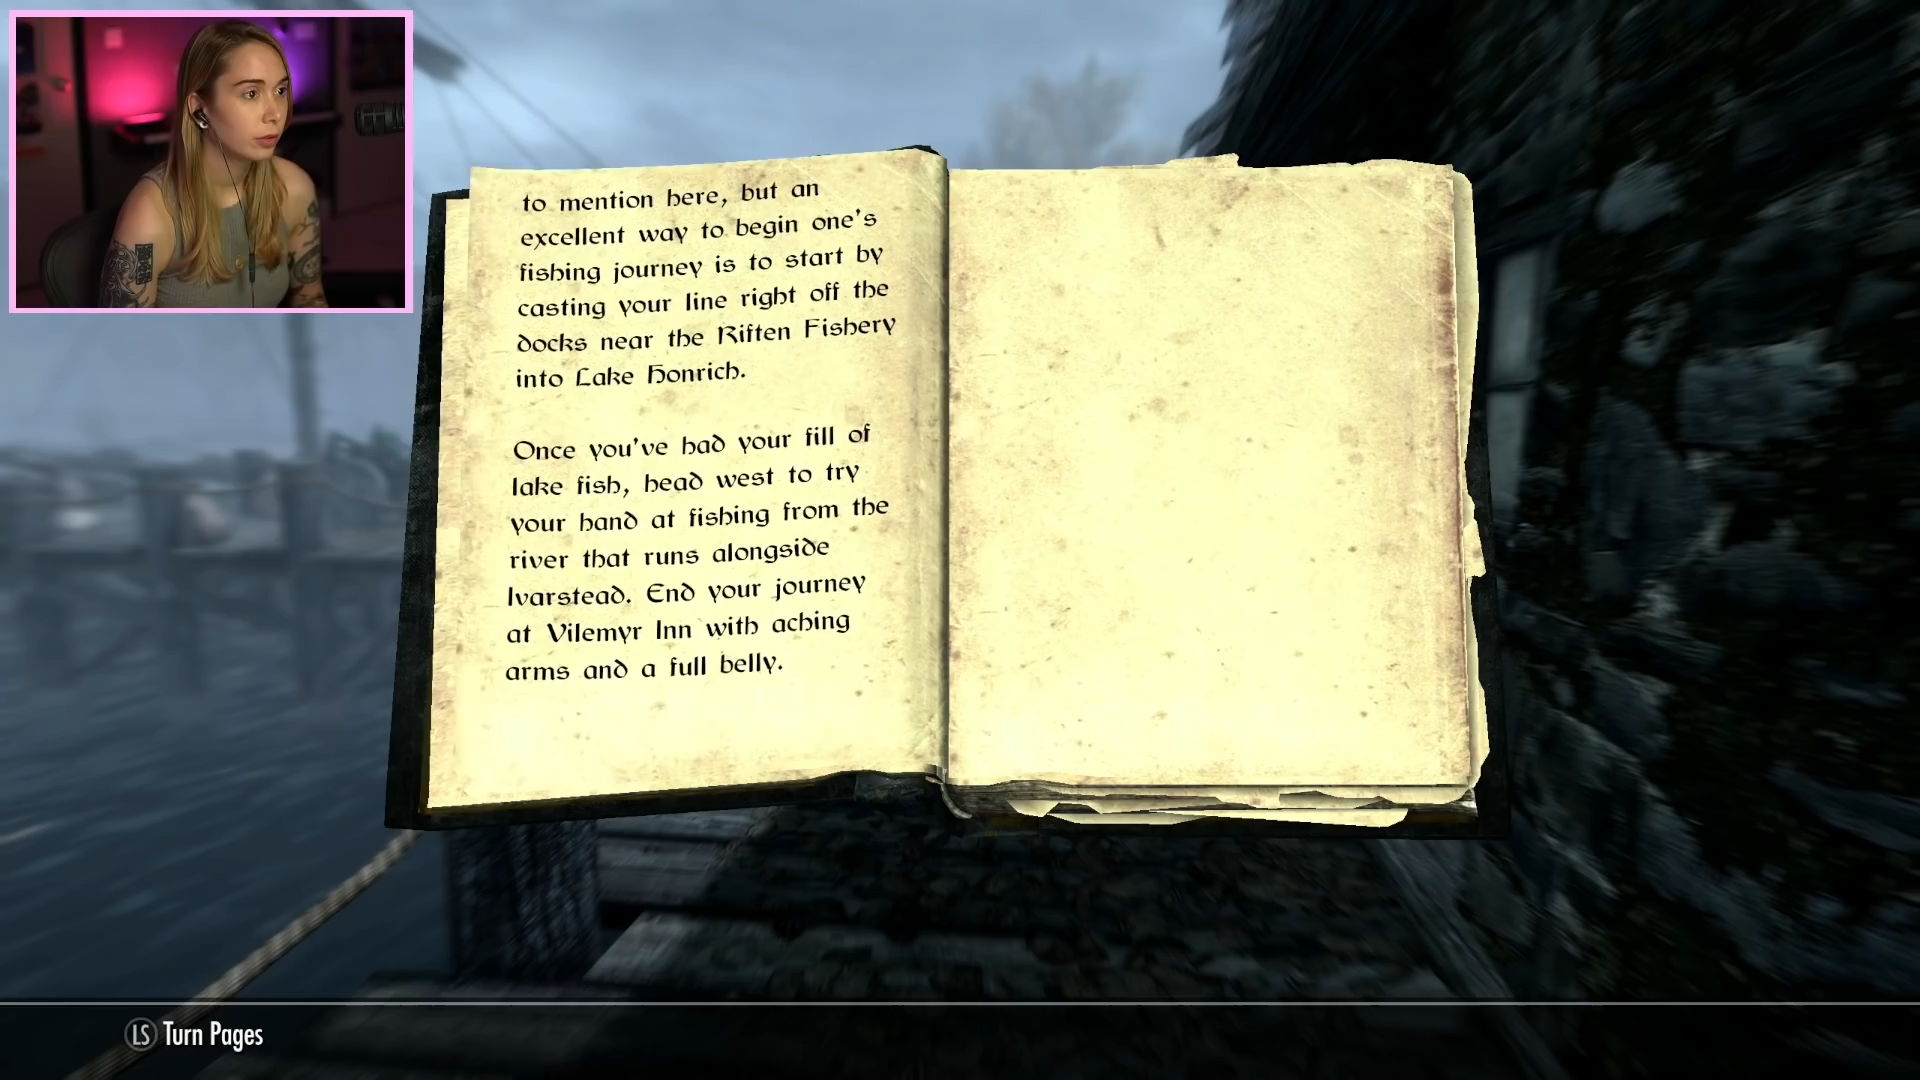 to mention here, but an
excellent way to begin one's
fishing journey is to start by
casting your line right off the
docks near the Riften Fishery
into Lake Honrich.
Once you've had your fill of
lake fish, head west to try
your hand at fishing from the
river that runs alongside
Ivarstead. End your journey
at Vilemyr Inn with aching
arms and a full belly.
LS Turn Pages